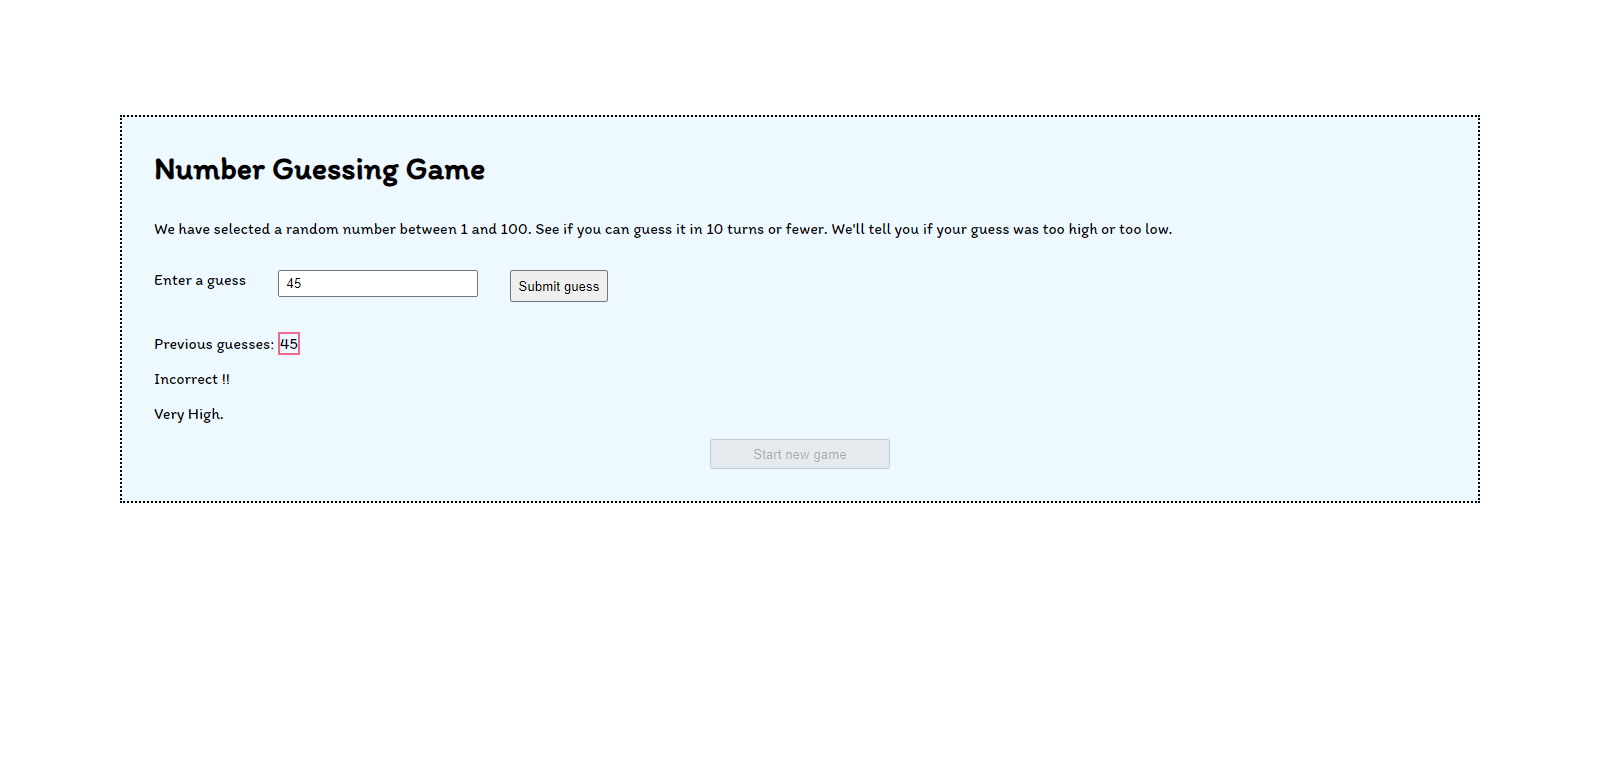 Number Guessing Game
We have selected a random number between 1 and 100. See if you can guess it in 10 turns or fewer. We'll tell you if your guess was too high or too low.
Enter a guess 45 Submit guess
Previous guesses: 45
Incorrect !!
Very High.
Start new game